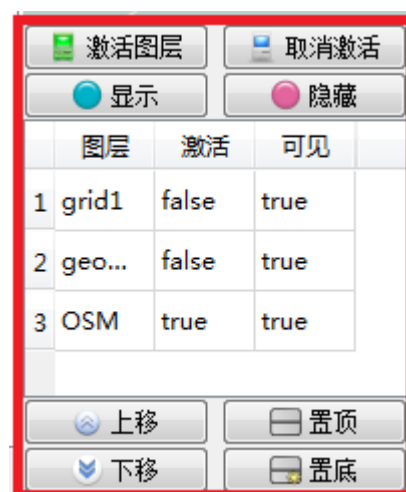 激活图层 取消激活
显示 隐藏
图层 激活 可见
1 grid1 false true
2 geo... false true
3 OSM true true
上移 置顶
下移 置底